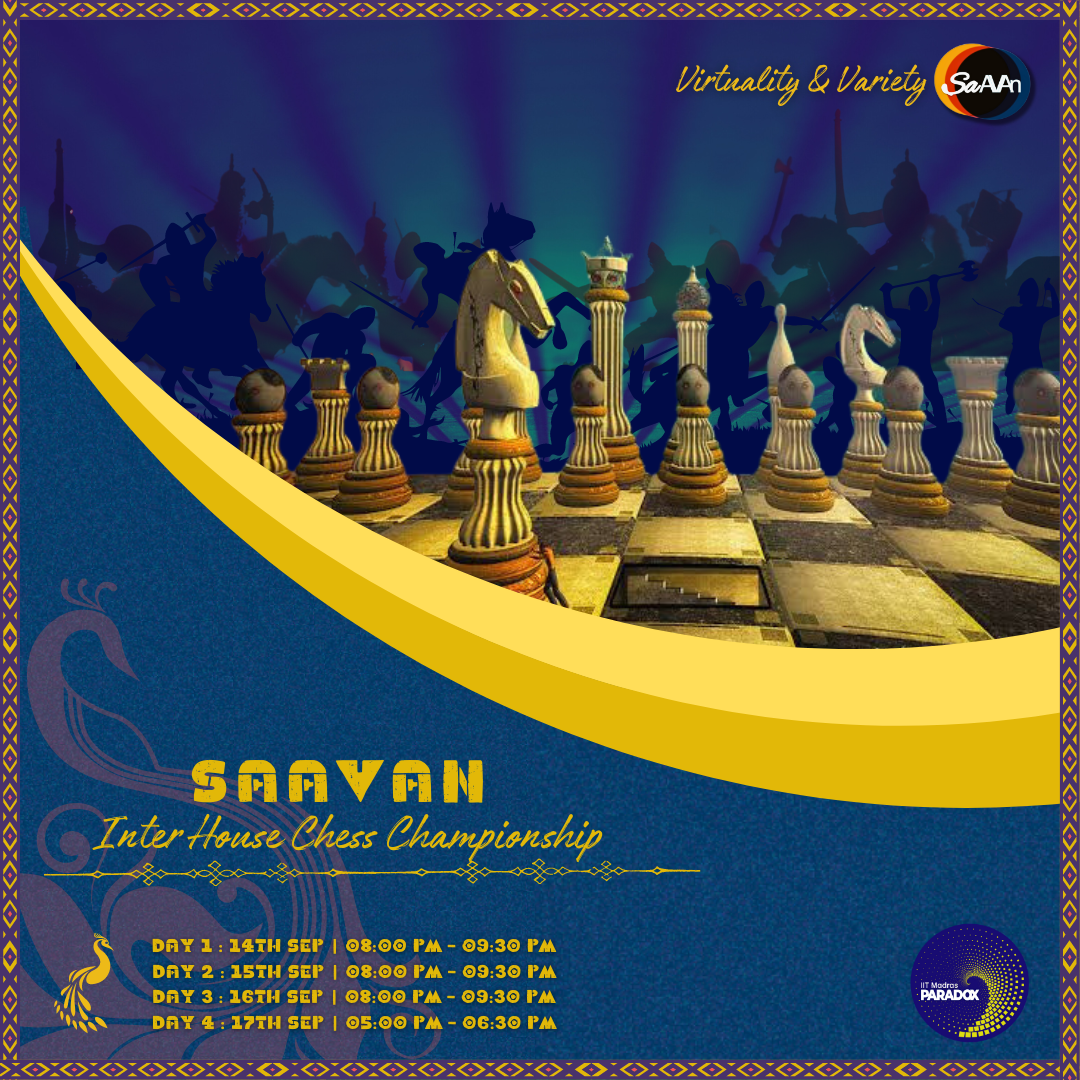 Virtuality & Variety
SaAVAn
SAAVAN
Inter House Chess Championship
DAY 1 : 14TH SEP | 08:00 PM - 09:30 PM
DAY 2 : 15TH SEP | 08:00 PM - 09:30 PM
DAY 3 : 16TH SEP | 08:00 PM - 09:30 PM
DAY 4 : 17TH SEP | 05:00 PM - 06:30 PM
IIT Madras
PARADOX